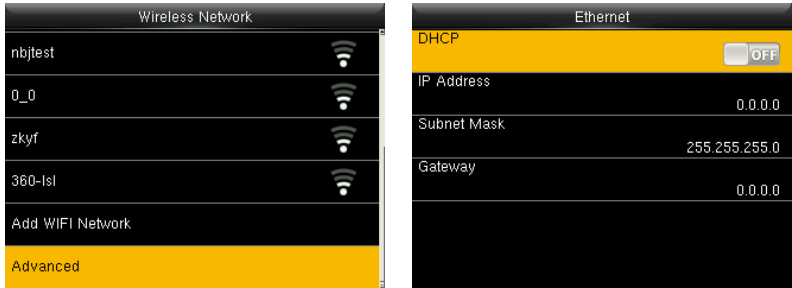 Wireless Network
nbjtest
0_0
zkyf
360-lsl
Add WIFI Network
Advanced
Ethernet
DHCP
OFF
IP Address
0.0.0.0
Subnet Mask
255.255.255.0
Gateway
0.0.0.0